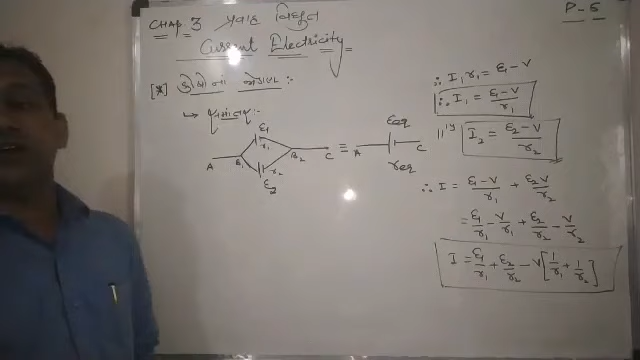 CHAP=3 પ્રવાહ વિદ્યુત
P-5
Current Electricity
[*] કોષોના જોડાણ :-
→ સમાંતર :-
A B₁ ε₁ r₁ ε₂ r₂ B₂ C ≡ A εeq req C
∴ I₁ r₁ = ε₁ - V
∴ I₁ = (ε₁ - V)/r₁
I₂ = (ε₂ - V)/r₂
∴ I = (ε₁ - V)/r₁ + (ε₂ V)/r₂
= ε₁/r₁ - V/r₁ + ε₂/r₂ - V/r₂
I = ε₁/r₁ + ε₂/r₂ - V[1/r₁ + 1/r₂]